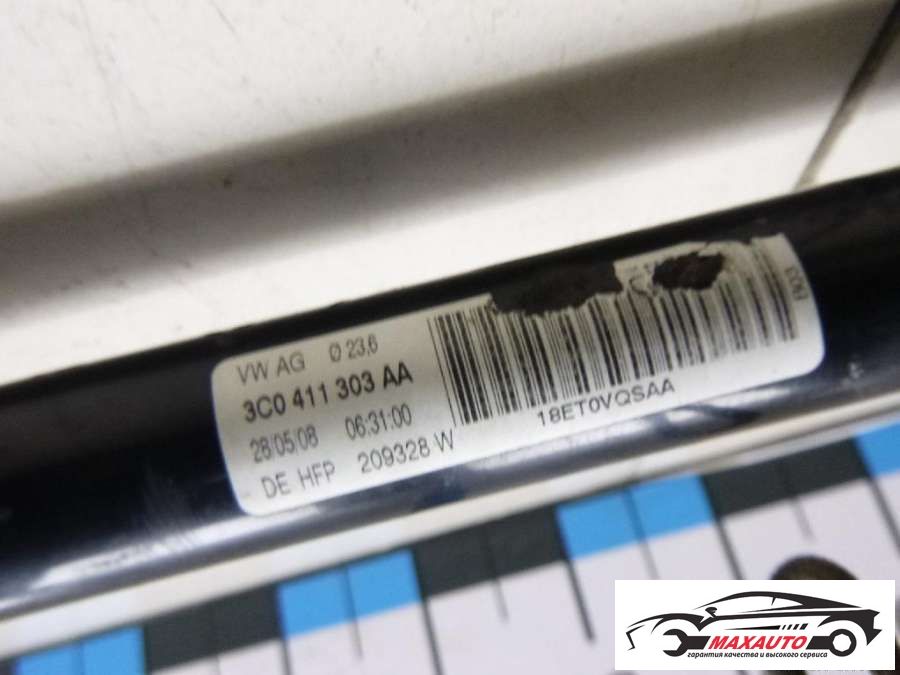 VW AG Ø 23,6
3C0 411 303 AA
28/05/08 06:31:00
DE HFP 209328 W
18ET0VQSAA
B03
MAXAUTO
гарантия качества и высокого сервиса